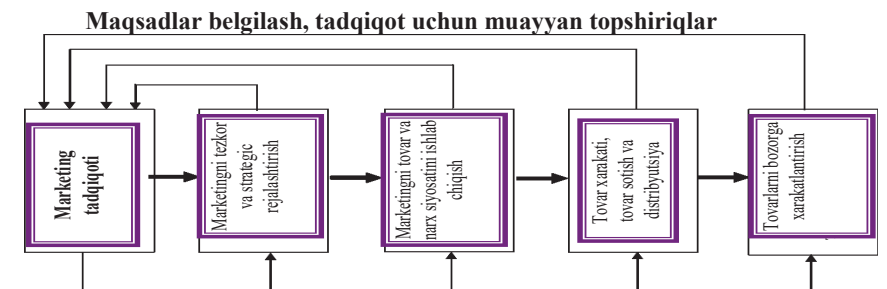 Maqsadlar belgilash, tadqiqot uchun muayyan topshiriqlar
Marketing
tadqiqoti
Marketingni tezkor
va strategic
rejalashtirish
Marketingni tovar va
narx siyosatini ishlab
chiqish
Tovar xarakati,
tovar sotish va
distribyutsiya
Tovarlarni bozorga
xarakatlantirish